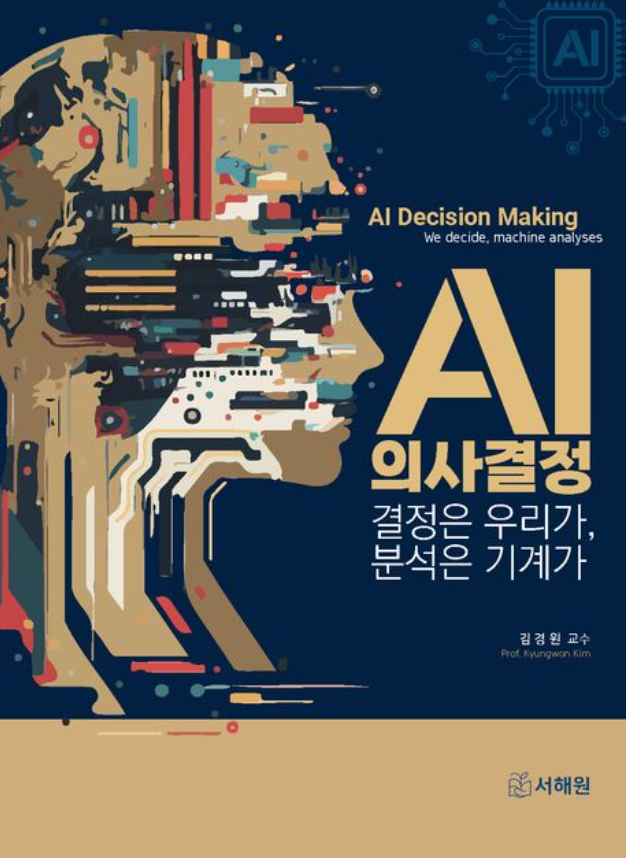 AI
AI Decision Making
We decide, machine analyses
AI
의사결정
결정은 우리가,
분석은 기계가
김경원 교수
Prof. Kyungwon Kim
서해원